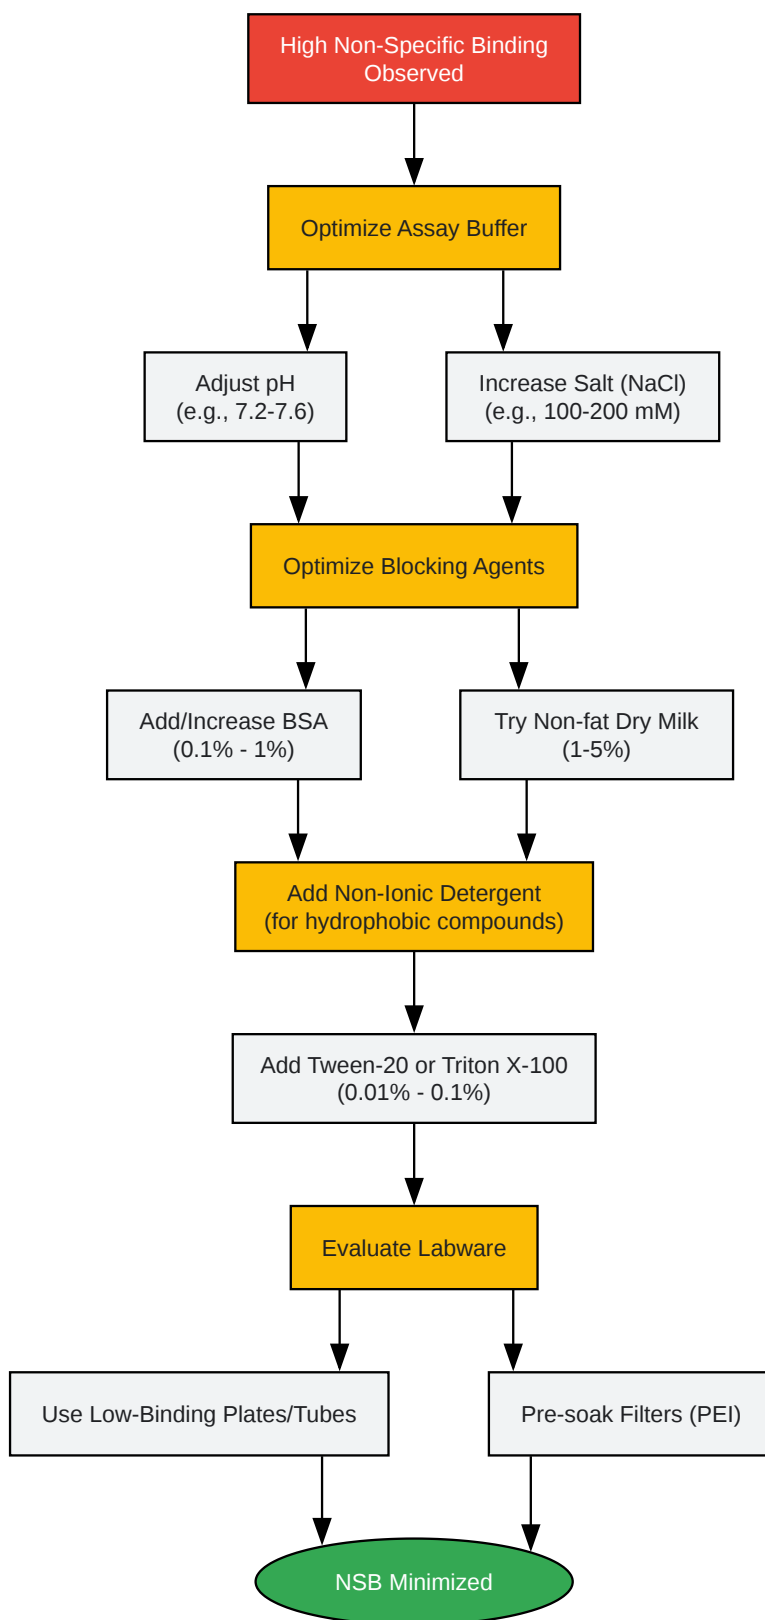 High Non-Specific Binding
Observed
Optimize Assay Buffer
Adjust pH
(e.g., 7.2-7.6)
Increase Salt (NaCl)
(e.g., 100-200 mM)
Optimize Blocking Agents
Add/Increase BSA
(0.1% - 1%)
Try Non-fat Dry Milk
(1-5%)
Add Non-Ionic Detergent
(for hydrophobic compounds)
Add Tween-20 or Triton X-100
(0.01% - 0.1%)
Evaluate Labware
Use Low-Binding Plates/Tubes
Pre-soak Filters (PEI)
NSB Minimized